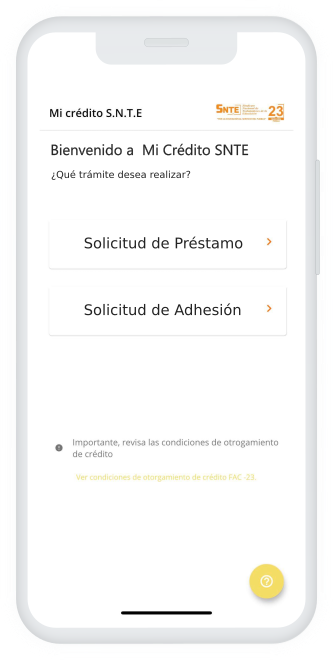 Mi crédito S.N.T.E
SNTE
23
Bienvenido a Mi Crédito SNTE
¿Qué trámite desea realizar?
Solicitud de Préstamo
Solicitud de Adhesión
Importante, revisa las condiciones de otrogamiento
de crédito
Ver condiciones de otorgamiento de crédito FAC -23.